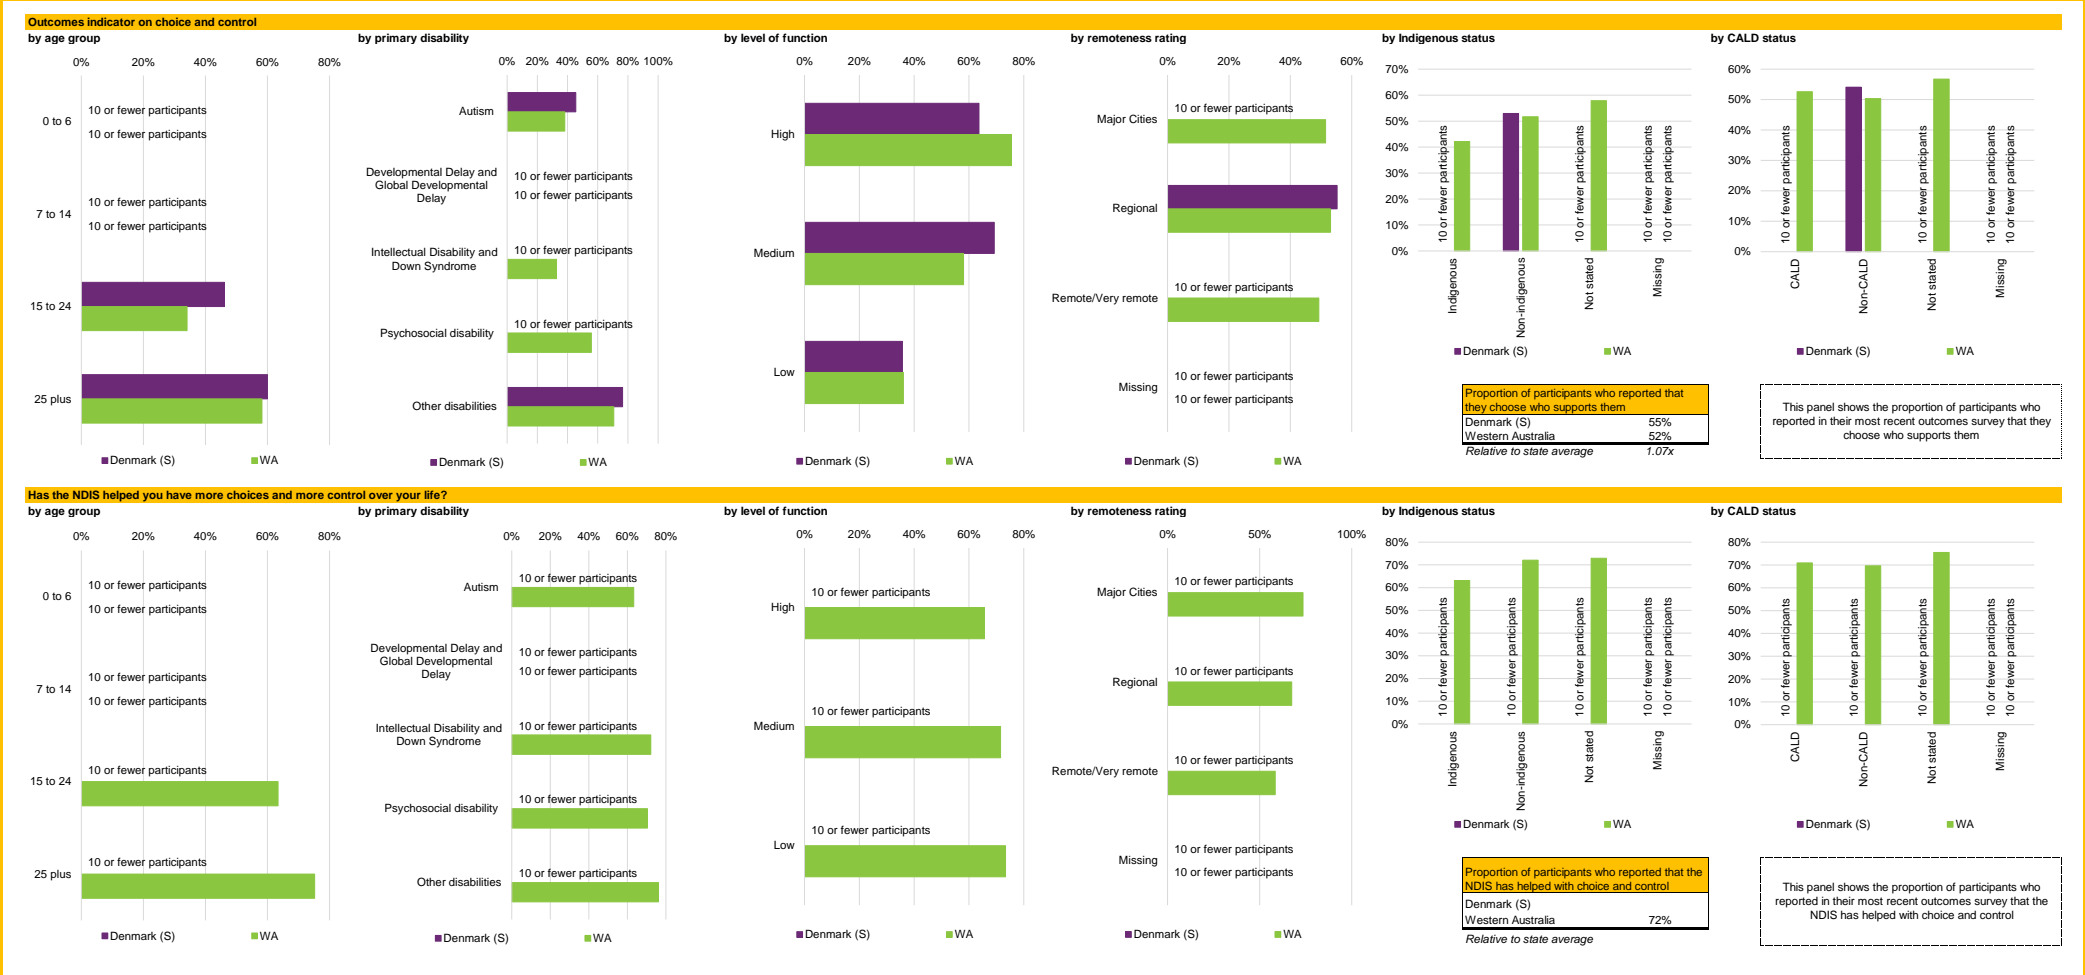 Outcomes indicator on choice and control
by age group
0% 20% 40% 60% 80%
0 to 6
10 or fewer participants
10 or fewer participants
7 to 14
10 or fewer participants
10 or fewer participants
15 to 24
25 plus
Denmark (S) WA
by primary disability
0% 20% 40% 60% 80% 100%
Autism
Developmental Delay and
Global Developmental
Delay
10 or fewer participants
10 or fewer participants
Intellectual Disability and
Down Syndrome
10 or fewer participants
Psychosocial disability
10 or fewer participants
Other disabilities
Denmark (S) WA
by level of function
0% 20% 40% 60% 80%
High
Medium
Low
Denmark (S) WA
by remoteness rating
0% 20% 40% 60%
Major Cities
10 or fewer participants
Regional
Remote/Very remote
10 or fewer participants
Missing
10 or fewer participants
10 or fewer participants
Denmark (S) WA
by Indigenous status
70%
60%
50%
40%
30%
20%
10%
0%
10 or fewer participants
10 or fewer participants
10 or fewer participants
10 or fewer participants
Indigenous
Non-indigenous
Not stated
Missing
Denmark (S) WA
by CALD status
60%
50%
40%
30%
20%
10%
0%
10 or fewer participants
10 or fewer participants
10 or fewer participants
10 or fewer participants
CALD
Non-CALD
Not stated
Missing
Denmark (S) WA
Proportion of participants who reported that
they choose who supports them
Denmark (S) 55%
Western Australia 52%
Relative to state average 1.07x
This panel shows the proportion of participants who
reported in their most recent outcomes survey that they
choose who supports them
Has the NDIS helped you have more choices and more control over your life?
by age group
0% 20% 40% 60% 80%
0 to 6
10 or fewer participants
10 or fewer participants
7 to 14
10 or fewer participants
10 or fewer participants
15 to 24
10 or fewer participants
25 plus
10 or fewer participants
Denmark (S) WA
by primary disability
0% 20% 40% 60% 80%
Autism
10 or fewer participants
Developmental Delay and
Global Developmental
Delay
10 or fewer participants
10 or fewer participants
Intellectual Disability and
Down Syndrome
10 or fewer participants
Psychosocial disability
10 or fewer participants
Other disabilities
10 or fewer participants
Denmark (S) WA
by level of function
0% 20% 40% 60% 80%
High
10 or fewer participants
Medium
10 or fewer participants
Low
10 or fewer participants
Denmark (S) WA
by remoteness rating
0% 50% 100%
Major Cities
10 or fewer participants
Regional
10 or fewer participants
Remote/Very remote
10 or fewer participants
Missing
10 or fewer participants
10 or fewer participants
Denmark (S) WA
by Indigenous status
80%
70%
60%
50%
40%
30%
20%
10%
0%
10 or fewer participants
10 or fewer participants
10 or fewer participants
10 or fewer participants
10 or fewer participants
Indigenous
Non-indigenous
Not stated
Missing
Denmark (S) WA
by CALD status
80%
70%
60%
50%
40%
30%
20%
10%
0%
10 or fewer participants
10 or fewer participants
10 or fewer participants
10 or fewer participants
10 or fewer participants
CALD
Non-CALD
Not stated
Missing
Denmark (S) WA
Proportion of participants who reported that the
NDIS has helped with choice and control
Denmark (S)
Western Australia 72%
Relative to state average
This panel shows the proportion of participants who
reported in their most recent outcomes survey that the
NDIS has helped with choice and control